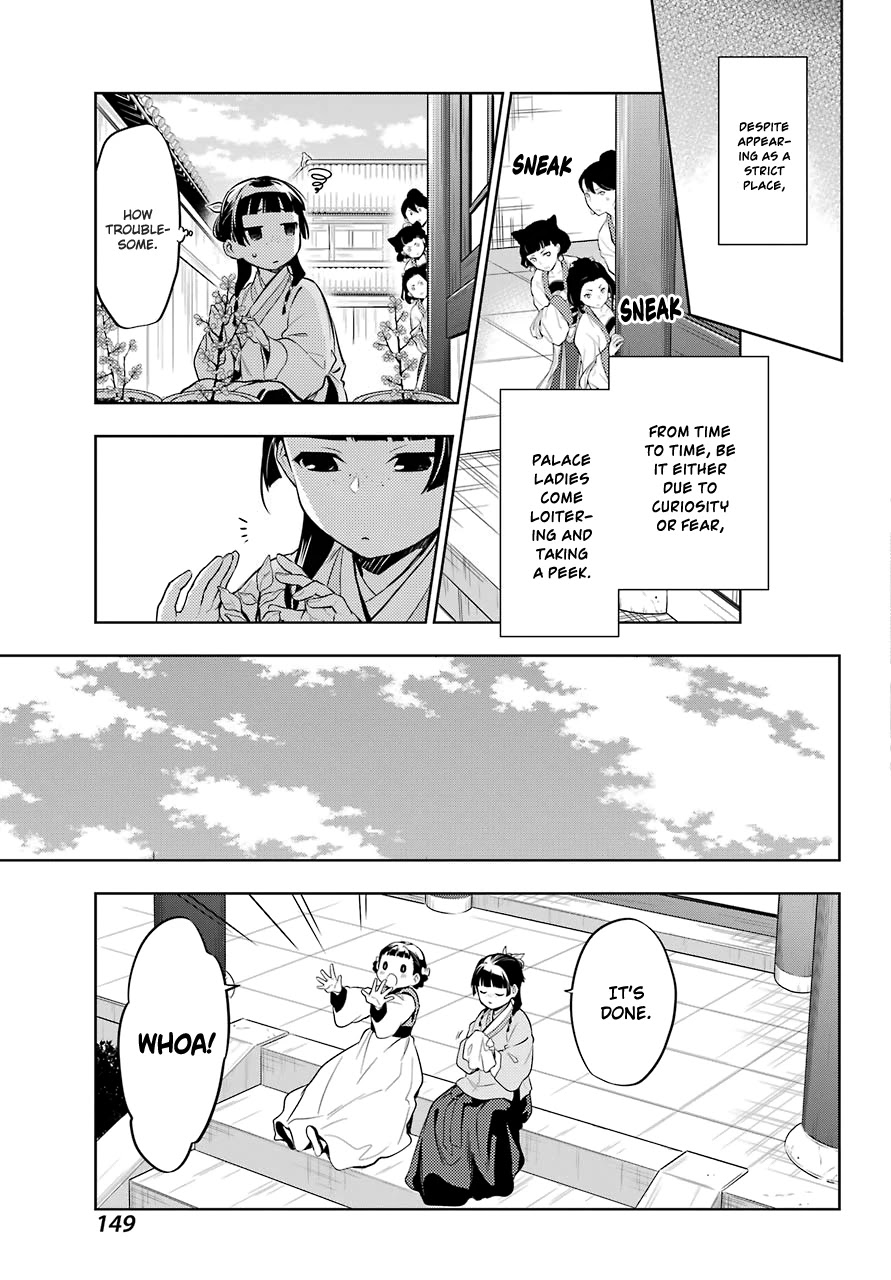 DESPITE
APPEAR-
ING AS A
STRICT
PLACE,
SNEAK
SNEAK
FROM TIME
TO TIME, BE
IT EITHER
DUE TO
CURIOSITY
OR FEAR,
PALACE
LADIES
COME
LOITER-
ING AND
TAKING
A PEEK.
HOW
TROUBLE-
SOME.
IT'S
DONE.
WHOA!
149